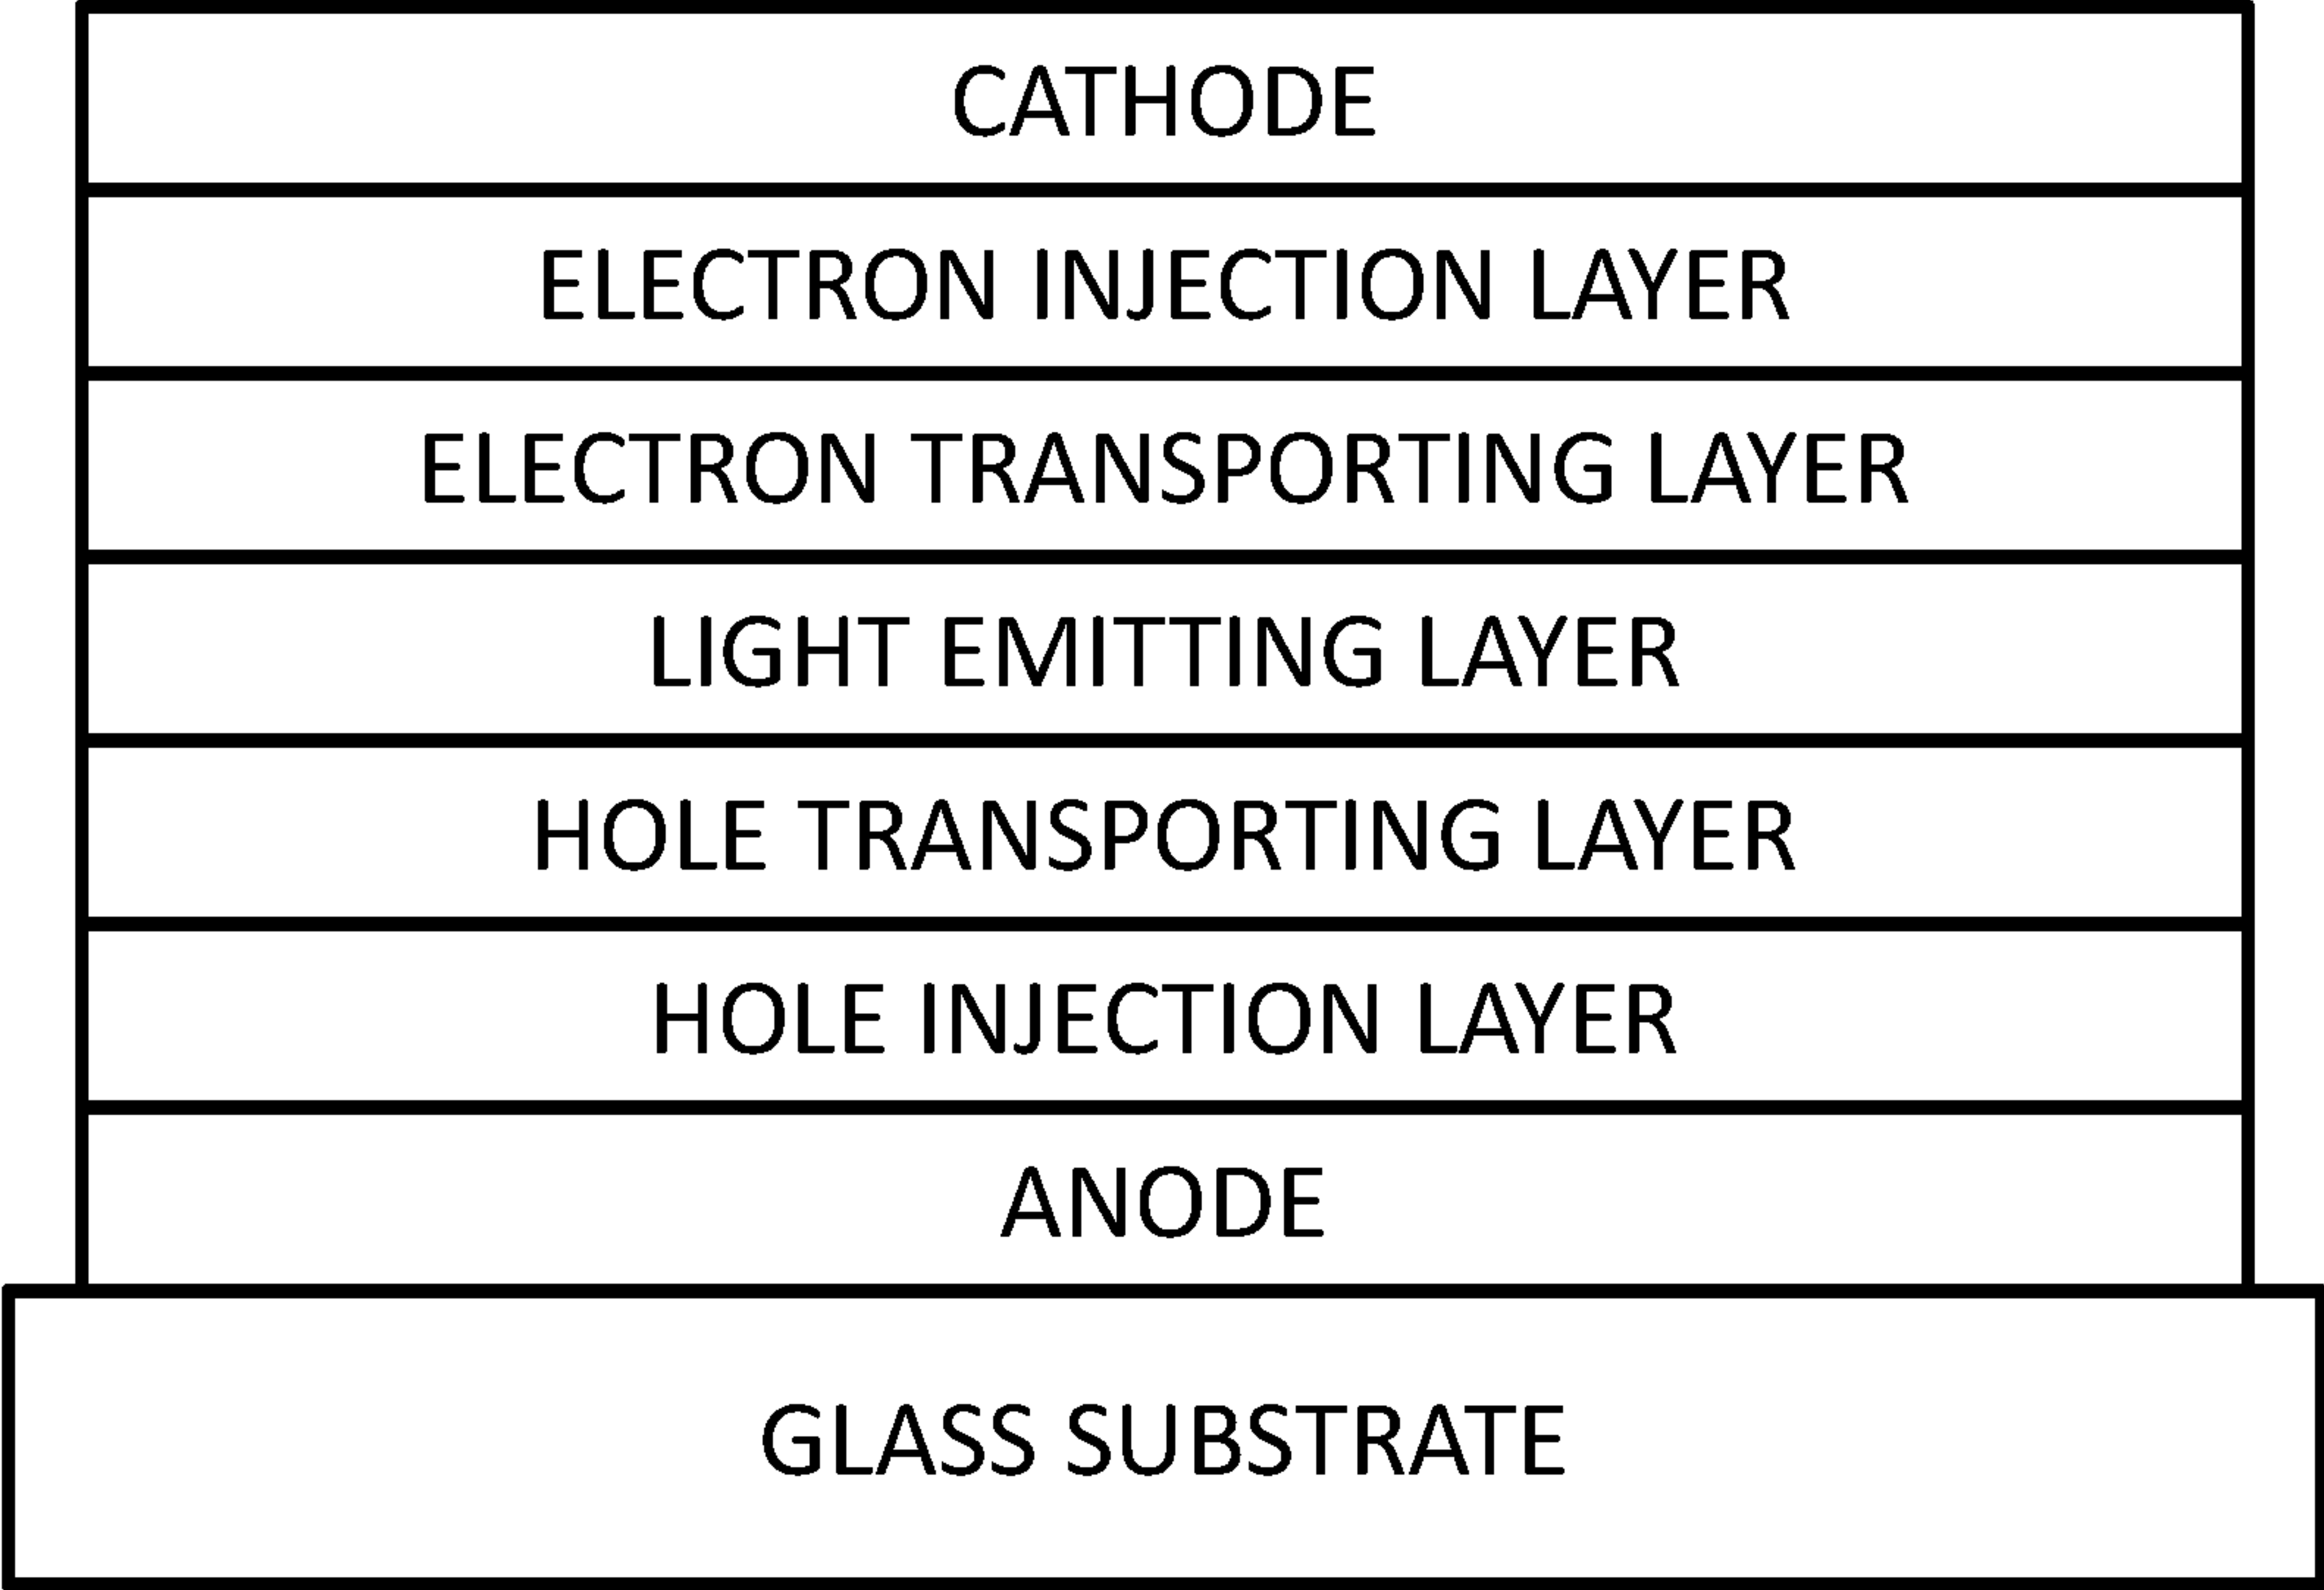 CATHODE
ELECTRON INJECTION LAYER
ELECTRON TRANSPORTING LAYER
LIGHT EMITTING LAYER
HOLE TRANSPORTING LAYER
HOLE INJECTION LAYER
ANODE
GLASS SUBSTRATE